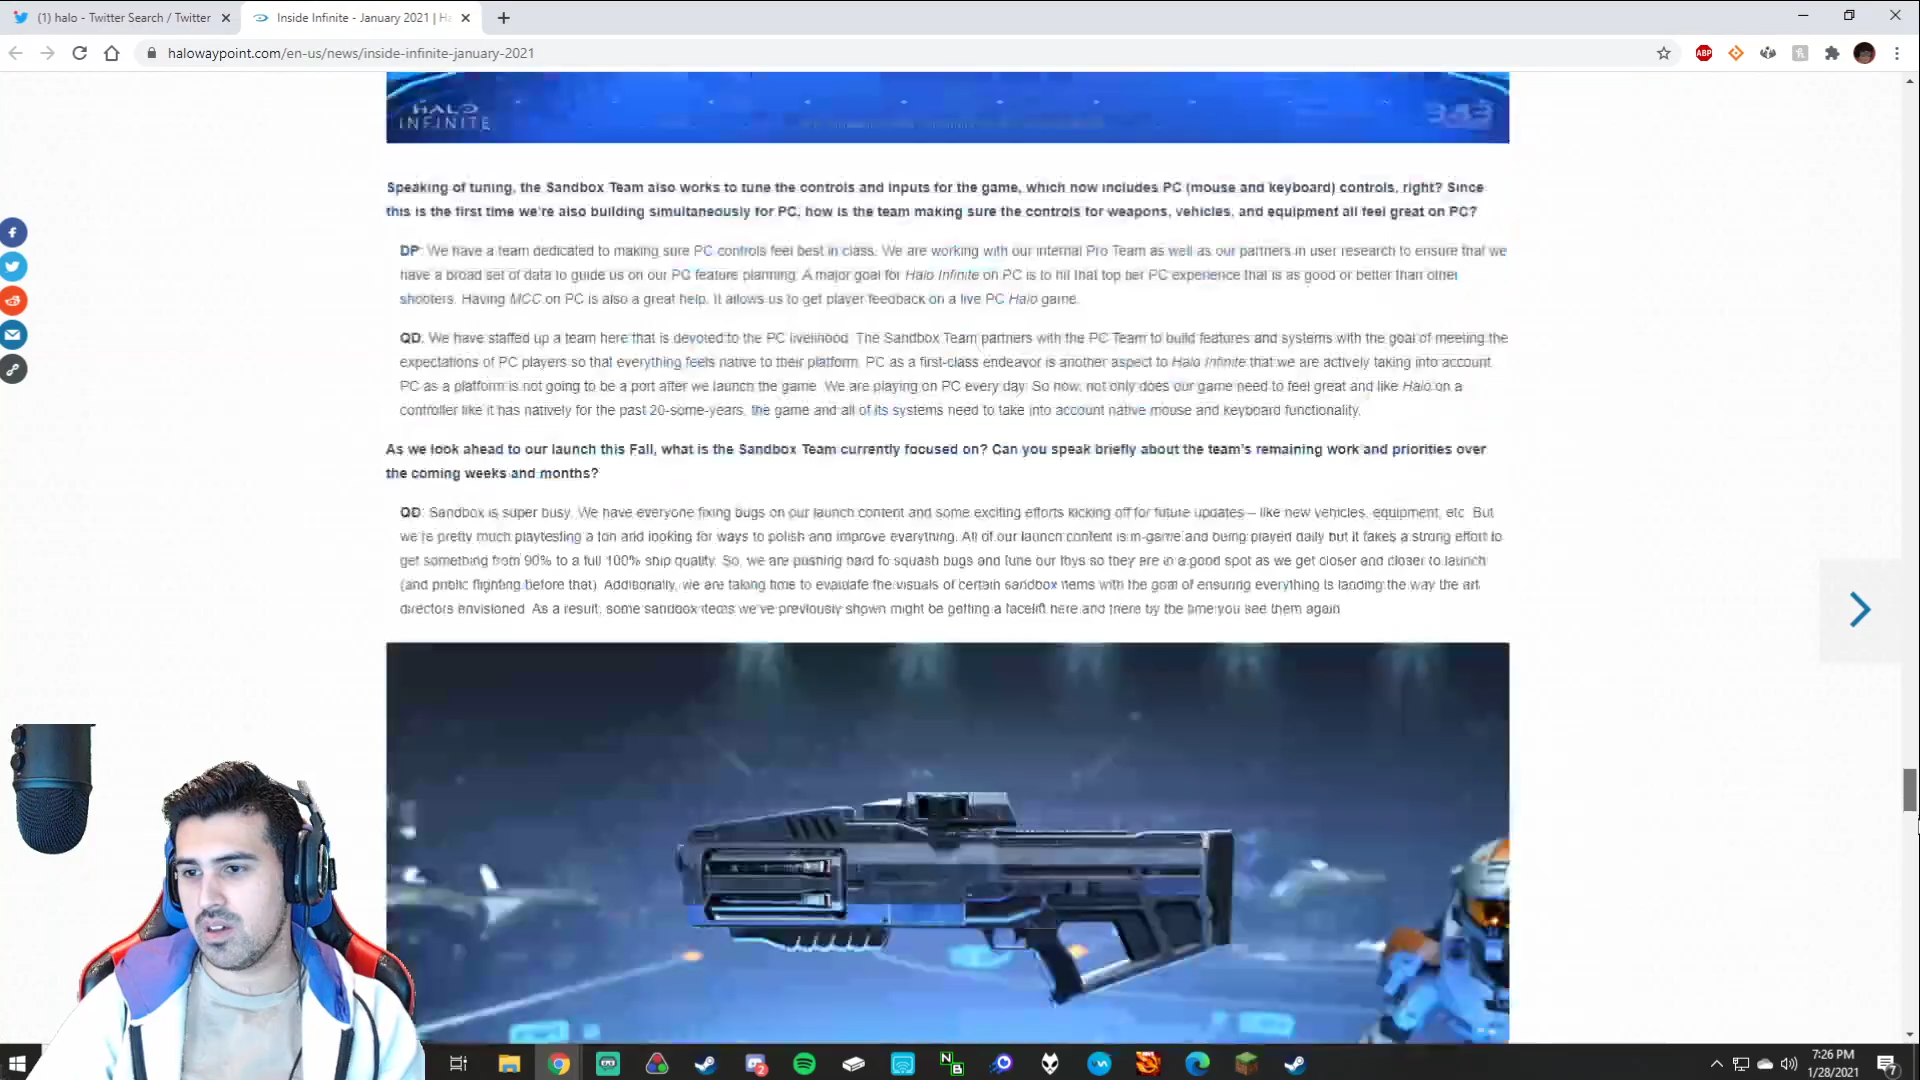 (1) halo - Twitter Search / Twitter
Inside Infinite - January 2021 | Ha
halowaypoint.com/en-us/news/inside-infinite-january-2021
ABP
HALO
INFINITE
343
Speaking of tuning, the Sandbox Team also works to tune the controls and inputs for the game, which now includes PC (mouse and keyboard) controls, right? Since
this is the first time we're also building simultaneously for PC, how is the team making sure the controls for weapons, vehicles, and equipment all feel great on PC?
DP: We have a team dedicated to making sure PC controls feel best in class. We are working with our internal Pro Team as well as our partners in user research to ensure that we
have a broad set of data to guide us on our PC feature planning. A major goal for Halo Infinite on PC is to hit that top tier PC experience that is as good or better than other
shooters. Having MCC on PC is also a great help. It allows us to get player feedback on a live PC Halo game.
QD: We have staffed up a team here that is devoted to the PC livelihood. The Sandbox Team partners with the PC Team to build features and systems with the goal of meeting the
expectations of PC players so that everything feels native to their platform. PC as a first-class endeavor is another aspect to Halo Infinite that we are actively taking into account.
PC as a platform is not going to be a port after we launch the game. We are playing on PC every day. So now, not only does our game need to feel great and like Halo on a
controller like it has natively for the past 20-some-years, the game and all of its systems need to take into account native mouse and keyboard functionality.
As we look ahead to our launch this Fall, what is the Sandbox Team currently focused on? Can you speak briefly about the team's remaining work and priorities over
the coming weeks and months?
QD: Sandbox is super busy. We have everyone fixing bugs on our launch content and some exciting efforts kicking off for future updates – like new vehicles, equipment, etc. But
we're pretty much playtesting a ton and looking for ways to polish and improve everything. All of our launch content is in-game and being played daily but it takes a strong effort to
get something from 90% to a full 100% ship quality. So, we are pushing hard to squash bugs and tune our toys so they are in a good spot as we get closer and closer to launch
(and public flighting before that). Additionally, we are taking time to evaluate the visuals of certain sandbox items with the goal of ensuring everything is landing the way the art
directors envisioned. As a result, some sandbox items we've previously shown might be getting a facelift here and there by the time you see them again.
2
N
B
7:26 PM
1/28/2021
7